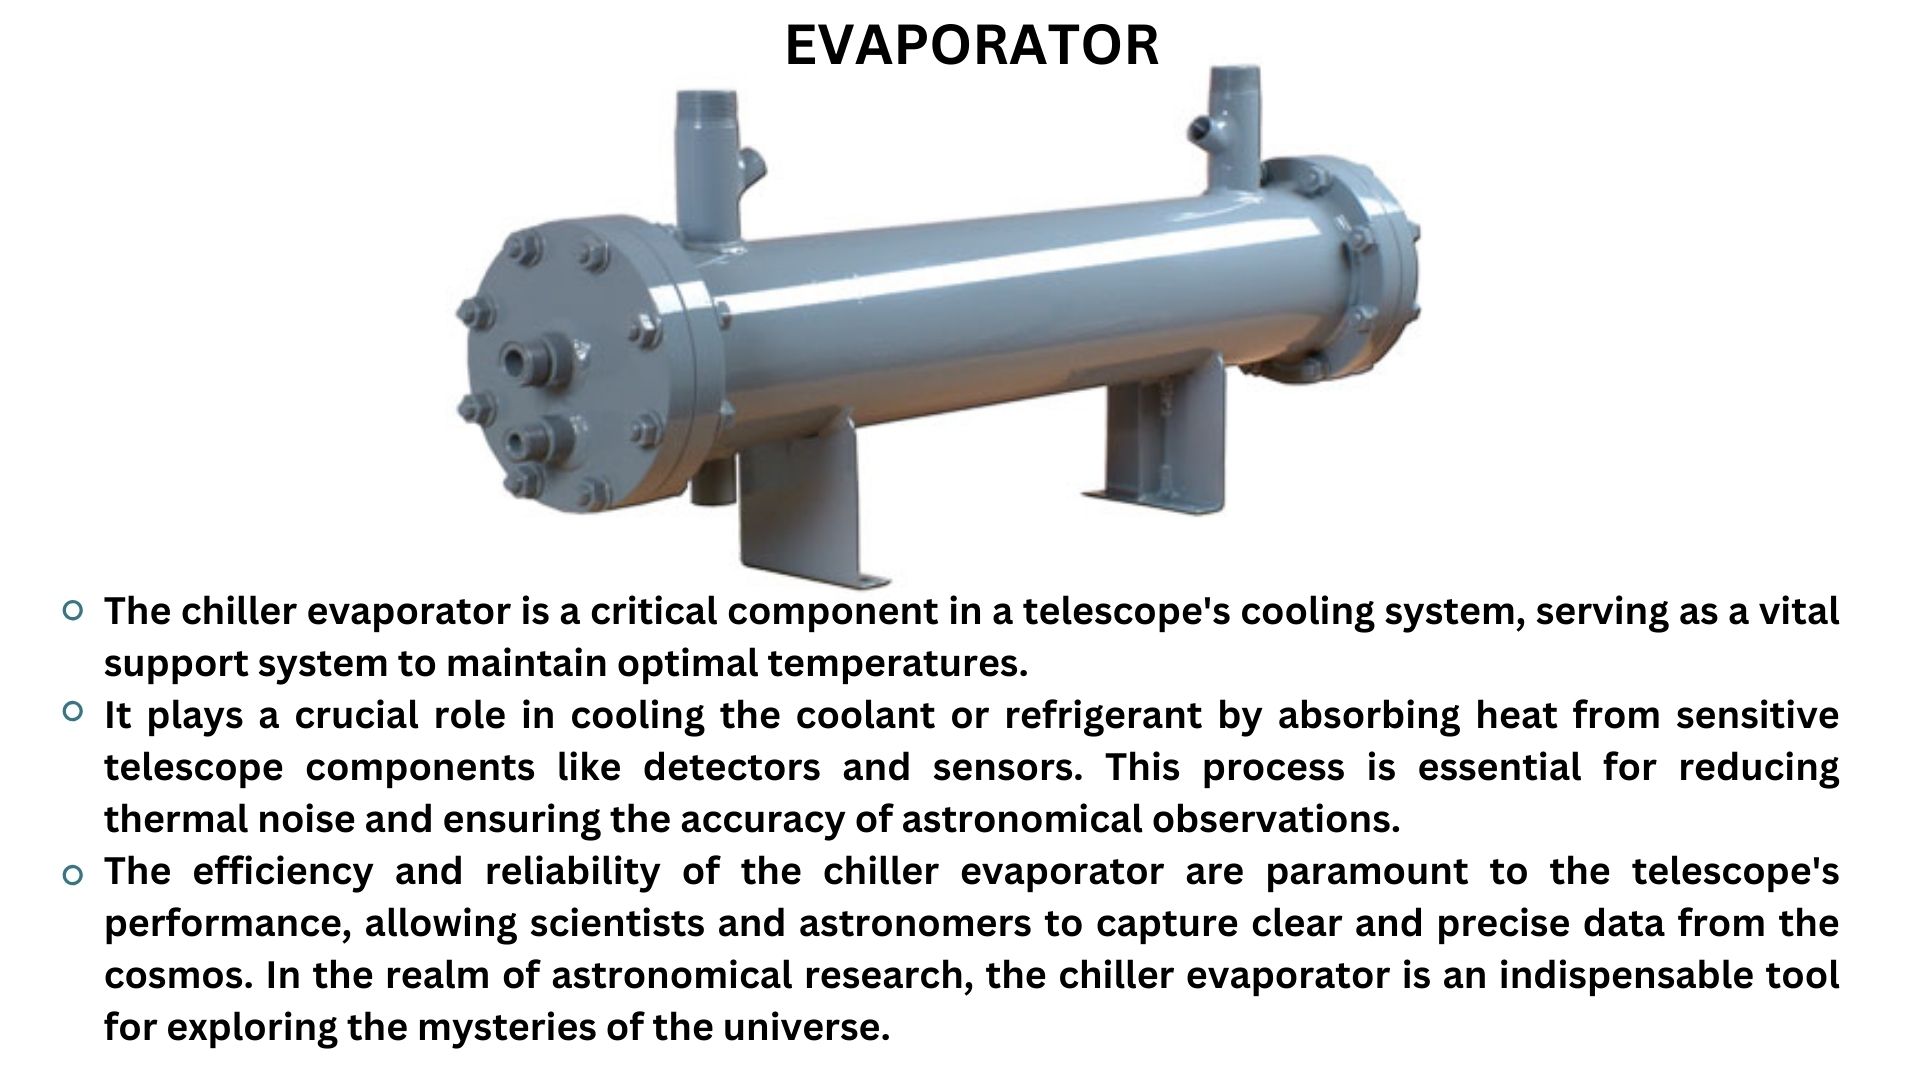 EVAPORATOR
The chiller evaporator is a critical component in a telescope's cooling system, serving as a vital
support system to maintain optimal temperatures.
It plays a crucial role in cooling the coolant or refrigerant by absorbing heat from sensitive
telescope components like detectors and sensors. This process is essential for reducing
thermal noise and ensuring the accuracy of astronomical observations.
The efficiency and reliability of the chiller evaporator are paramount to the telescope's
performance, allowing scientists and astronomers to capture clear and precise data from the
cosmos. In the realm of astronomical research, the chiller evaporator is an indispensable tool
for exploring the mysteries of the universe.